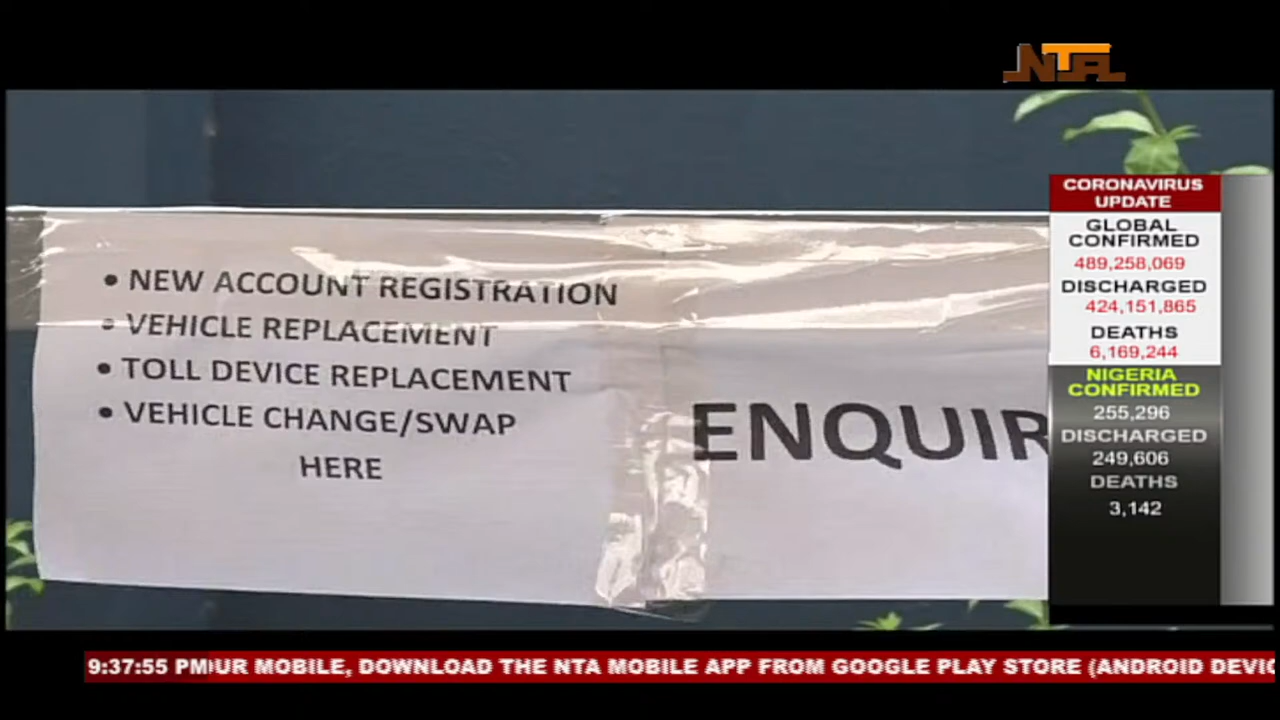 NTA
• NEW ACCOUNT REGISTRATION
• VEHICLE REPLACEMENT
• TOLL DEVICE REPLACEMENT
• VEHICLE CHANGE/SWAP
HERE
ENQUIR
CORONAVIRUS
UPDATE
GLOBAL
CONFIRMED
489,258,069
DISCHARGED
424,151,865
DEATHS
6,169,244
NIGERIA
CONFIRMED
255,296
DISCHARGED
249,606
DEATHS
3,142
9:37:55 PM OUR MOBILE, DOWNLOAD THE NTA MOBILE APP FROM GOOGLE PLAY STORE (ANDROID DEVIC